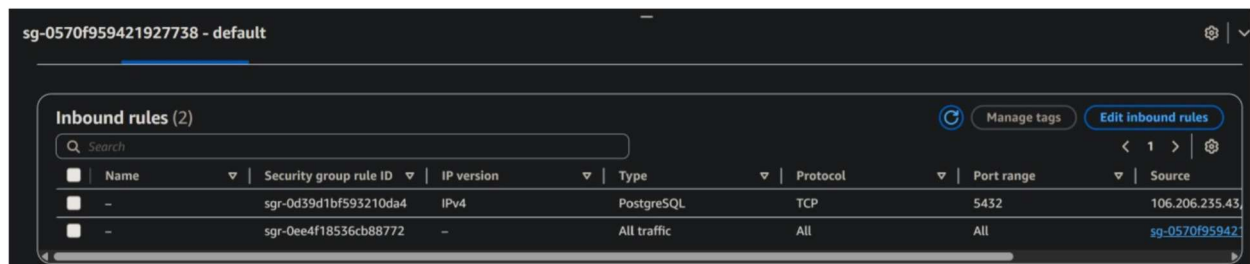 sg-0570f959421927738 - default
Inbound rules (2)
Manage tags
Edit inbound rules
Search
1
Name Security group rule ID IP version Type Protocol Port range Source
– sgr-0d39d1bf593210da4 IPv4 PostgreSQL TCP 5432 106.206.235.43/
– sgr-0ee4f18536cb88772 – All traffic All All sg-0570f95942